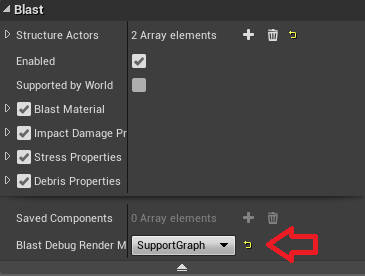 Blast
Structure Actors 2 Array elements
Enabled
Supported by World
Blast Material
Impact Damage Pr
Stress Properties
Debris Properties
Saved Components 0 Array elements
Blast Debug Render M SupportGraph